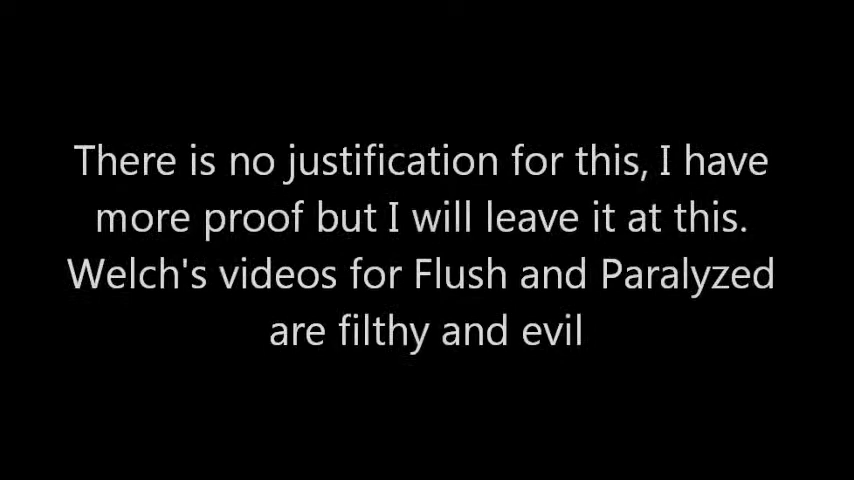 There is no justification for this, I have
more proof but I will leave it at this.
Welch's videos for Flush and Paralyzed
are filthy and evil